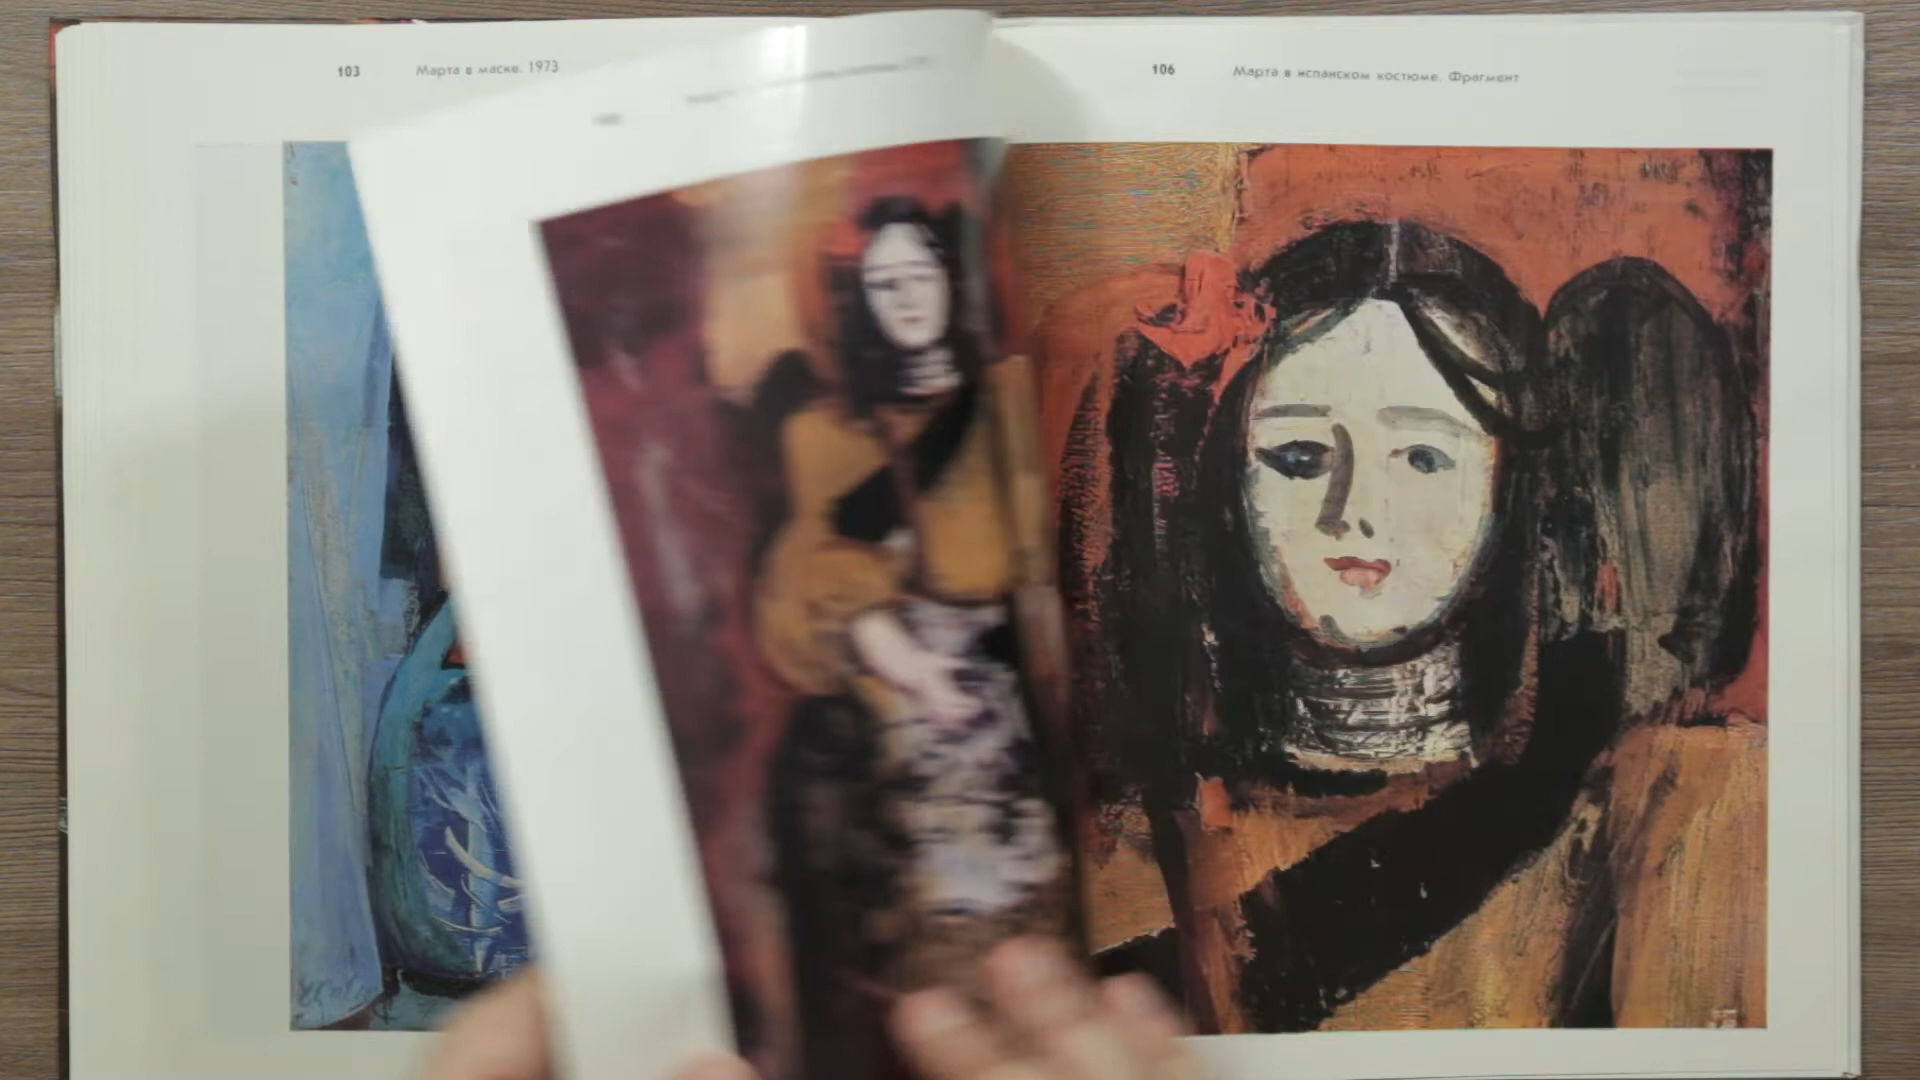 103 Марта в маске. 1973
106 Марта в испанском костюме. Фрагмент